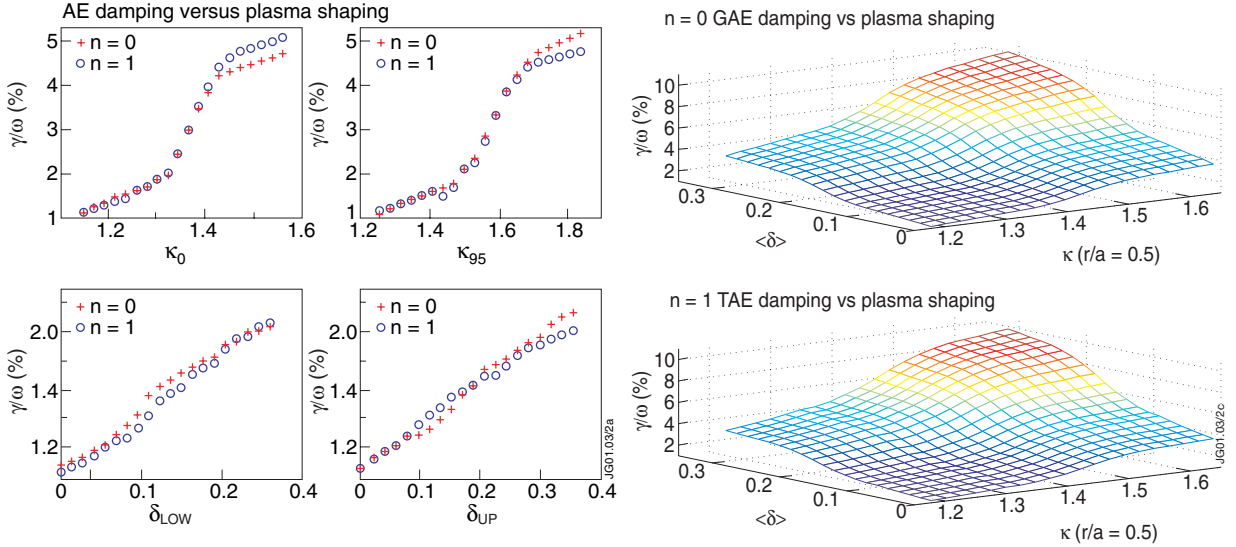 AE damping versus plasma shaping
5
4
3
2
1
γ/ω (%)
n = 0
n = 1
1.2
1.4
1.6
κ0
5
4
3
2
1
γ/ω (%)
n = 0
n = 1
1.2
1.4
1.6
1.8
κ95
2.0
1.4
1.2
γ/ω (%)
n = 0
n = 1
0
0.1
0.2
0.4
δLOW
2.0
1.4
1.2
γ/ω (%)
n = 0
n = 1
0
0.1
0.2
0.3
0.4
δUP
JG01.03/2a
n = 0 GAE damping vs plasma shaping
10
8
6
4
2
γ/ω (%)
0.3
0.2
0.1
0
<δ>
1.2
1.3
1.4
1.5
1.6
κ (r/a = 0.5)
n = 1 TAE damping vs plasma shaping
10
8
6
4
2
γ/ω (%)
0.3
0.2
0.1
0
<δ>
1.2
1.3
1.4
1.5
1.6
κ (r/a = 0.5)
JG01.03/2c